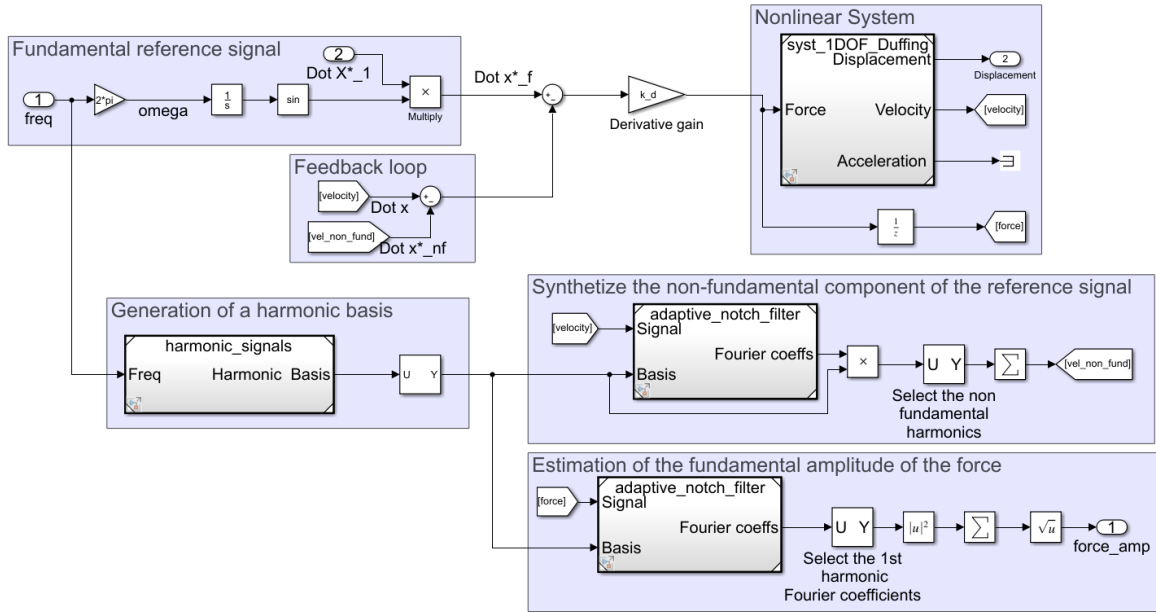 Fundamental reference signal
2
Dot X*_1
1
freq
2*pi
omega
1
s
sin
×
Multiply
Dot x*_f
+
-
k_d
Derivative gain
Nonlinear System
syst_1DOF_Duffing
Displacement
Force
Velocity
Acceleration
2
Displacement
[velocity]
1
z
[force]
Feedback loop
[velocity]
Dot x
+
-
[vel_non_fund]
Dot x*_nf
Generation of a harmonic basis
harmonic_signals
Freq
Harmonic Basis
U Y
Synthetize the non-fundamental component of the reference signal
adaptive_notch_filter
[velocity]
Signal
Fourier coeffs
Basis
×
U Y
Select the non
fundamental
harmonics
∑
[vel_non_fund]
Estimation of the fundamental amplitude of the force
adaptive_notch_filter
[force]
Signal
Fourier coeffs
Basis
U Y
Select the 1st
harmonic
Fourier coefficients
|u|²
∑
√u
1
force_amp